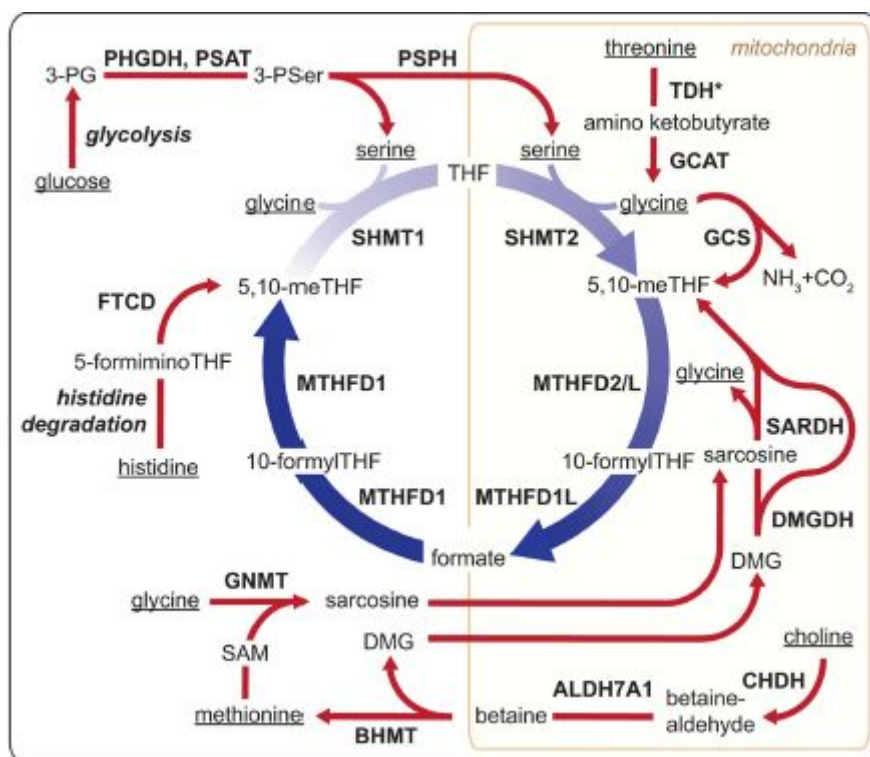 threonine
mitochondria
PHGDH, PSAT
PSPH
3-PG
3-PSer
TDH*
amino ketobutyrate
glycolysis
GCAT
serine
serine
glucose
THF
glycine
glycine
SHMT1
SHMT2
GCS
5,10-meTHF
5,10-meTHF
NH3+CO2
FTCD
5-formiminoTHF
MTHFD1
MTHFD2/L
glycine
histidine
degradation
SARDH
histidine
10-formylTHF
10-formylTHF
sarcosine
MTHFD1
MTHFD1L
DMGDH
formate
DMG
GNMT
glycine
sarcosine
SAM
DMG
choline
CHDH
ALDH7A1
methionine
betaine
betaine-
aldehyde
BHMT